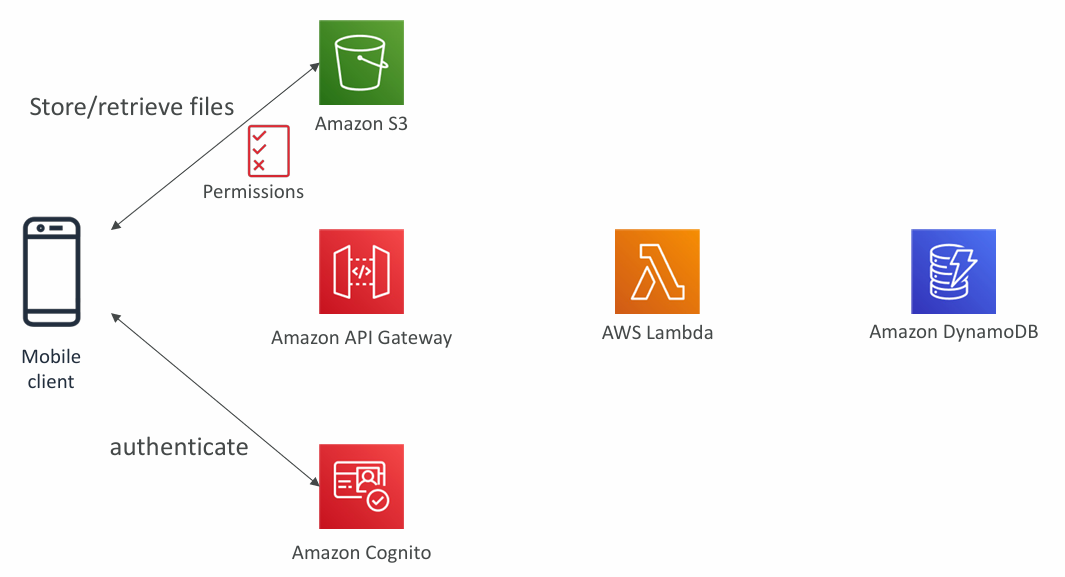 Store/retrieve files
Amazon S3
Permissions
</>
Amazon API Gateway
AWS Lambda
Amazon DynamoDB
Mobile
client
authenticate
Amazon Cognito